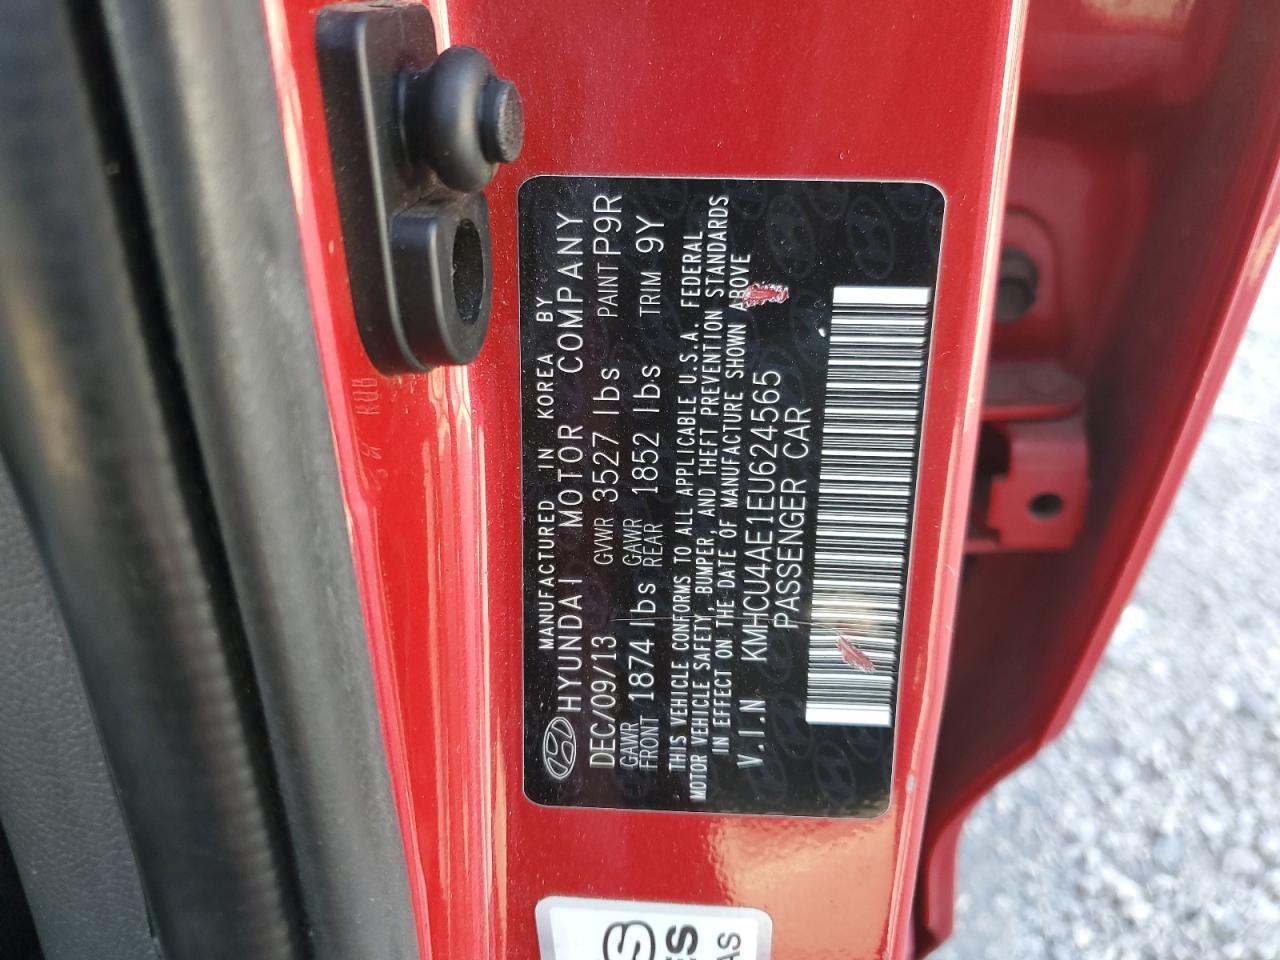 MANUFACTURED IN KOREA BY
HYUNDAI MOTOR COMPANY
DEC/09/13 GVWR 3527 lbs PAINT P9R
GAWR FRONT 1874 lbs GAWR REAR 1852 lbs TRIM 9Y
THIS VEHICLE CONFORMS TO ALL APPLICABLE U.S.A. FEDERAL
MOTOR VEHICLE SAFETY, BUMPER, AND THEFT PREVENTION STANDARDS
IN EFFECT ON THE DATE OF MANUFACTURE SHOWN ABOVE
V.I.N KMHCU4AE1EU624565
PASSENGER CAR